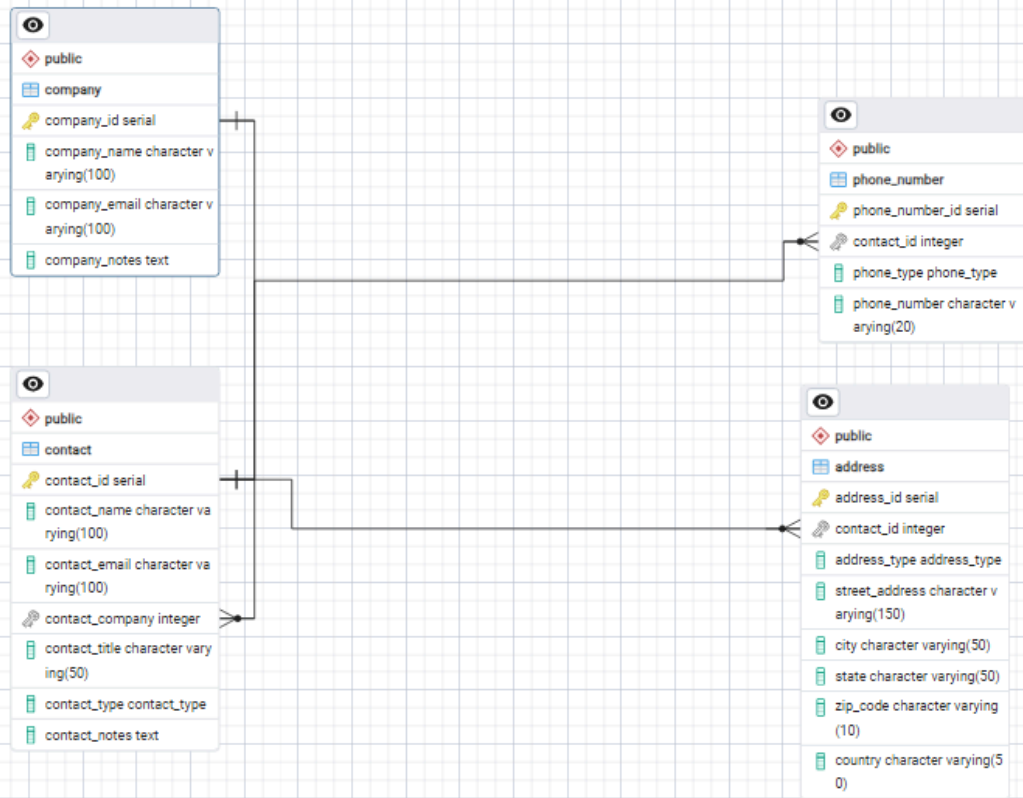 public
company
company_id serial
company_name character v
arying(100)
company_email character v
arying(100)
company_notes text
public
contact
contact_id serial
contact_name character va
rying(100)
contact_email character va
rying(100)
contact_company integer
contact_title character vary
ing(50)
contact_type contact_type
contact_notes text
public
phone_number
phone_number_id serial
contact_id integer
phone_type phone_type
phone_number character v
arying(20)
public
address
address_id serial
contact_id integer
address_type address_type
street_address character v
arying(150)
city character varying(50)
state character varying(50)
zip_code character varying
(10)
country character varying(5
0)